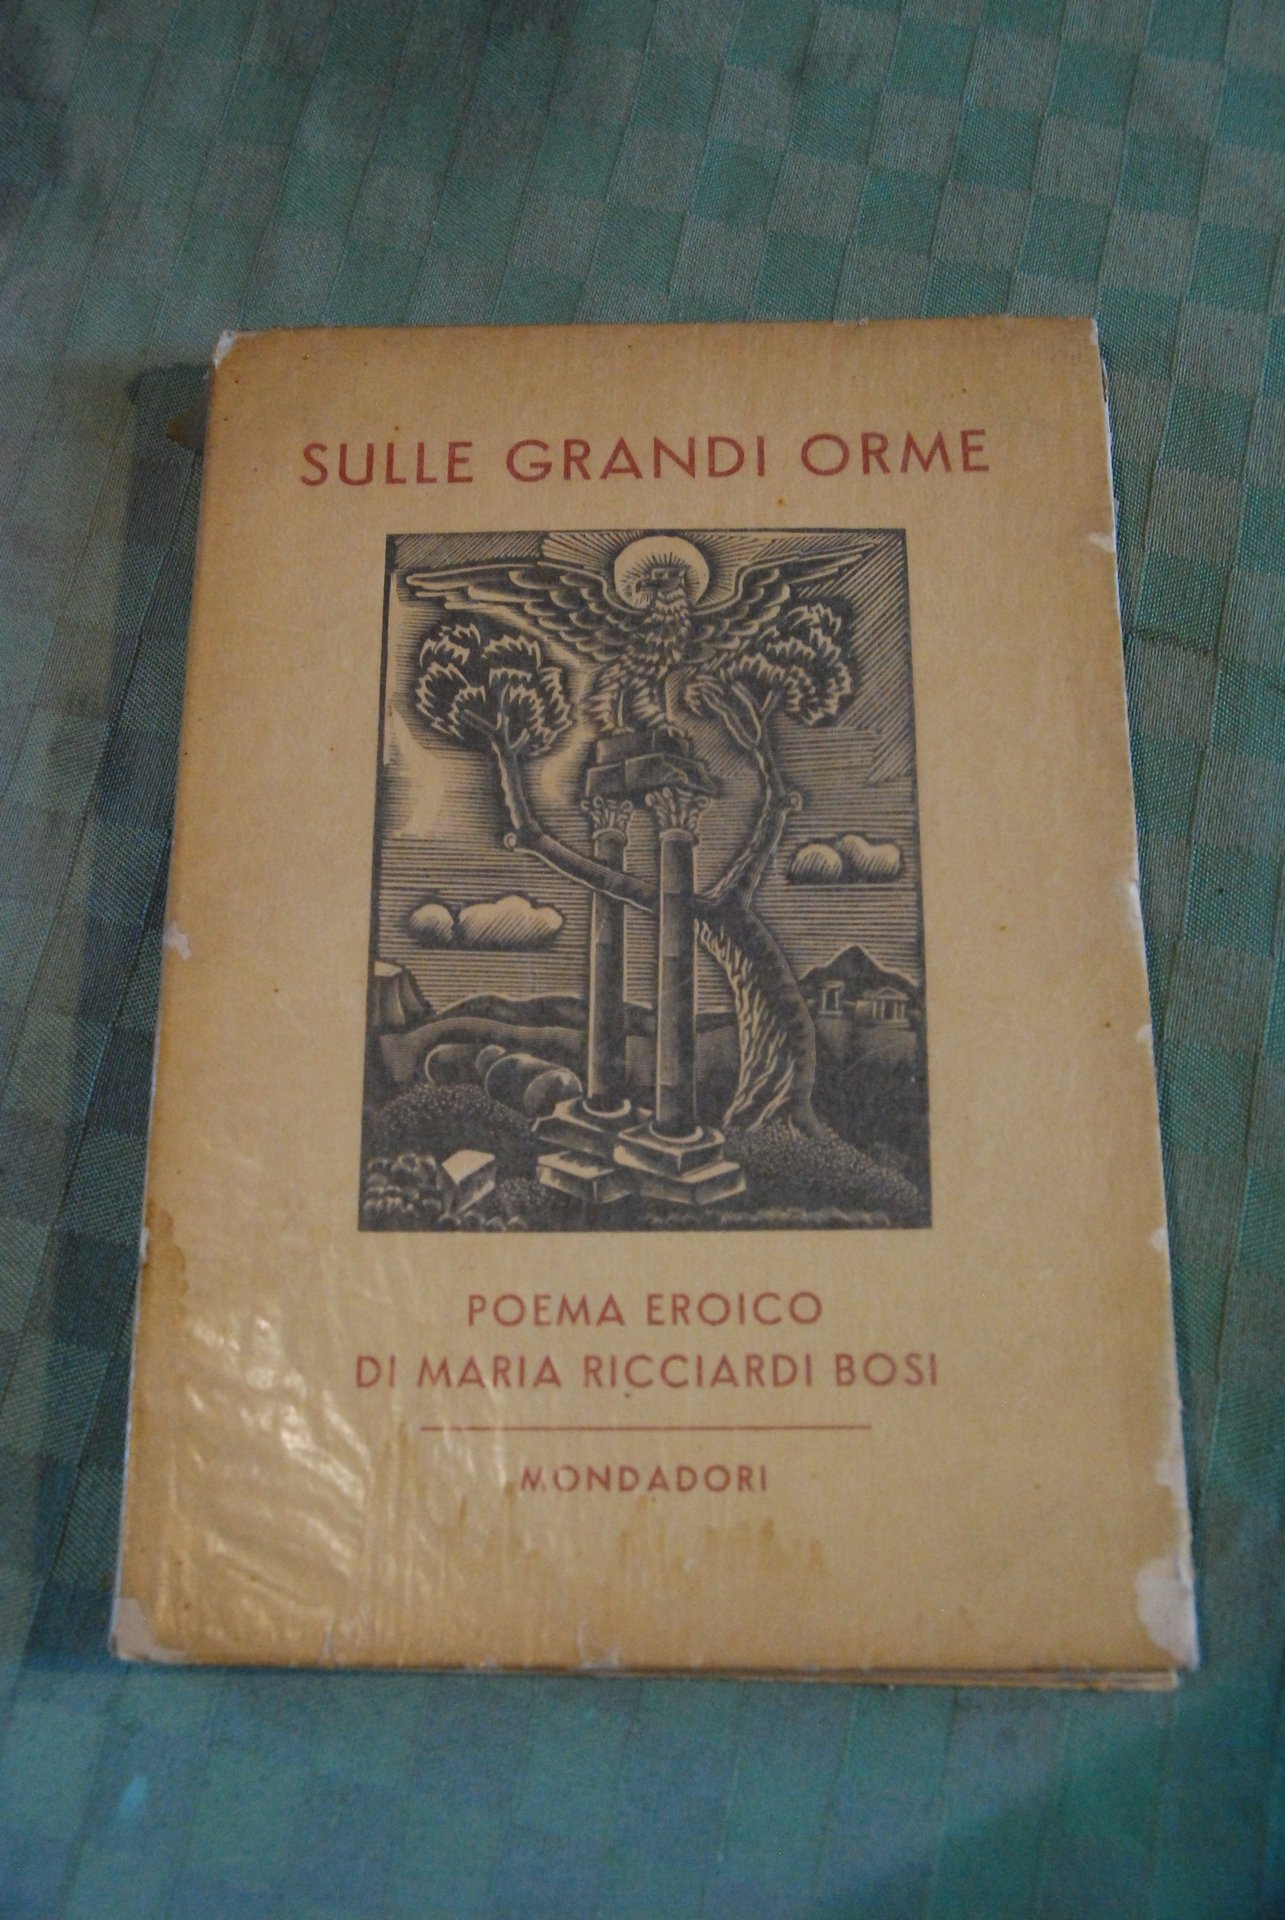 SULLE GRANDI ORME
POEMA EROICO
DI MARIA RICCIARDI BOSI
MONDADORI